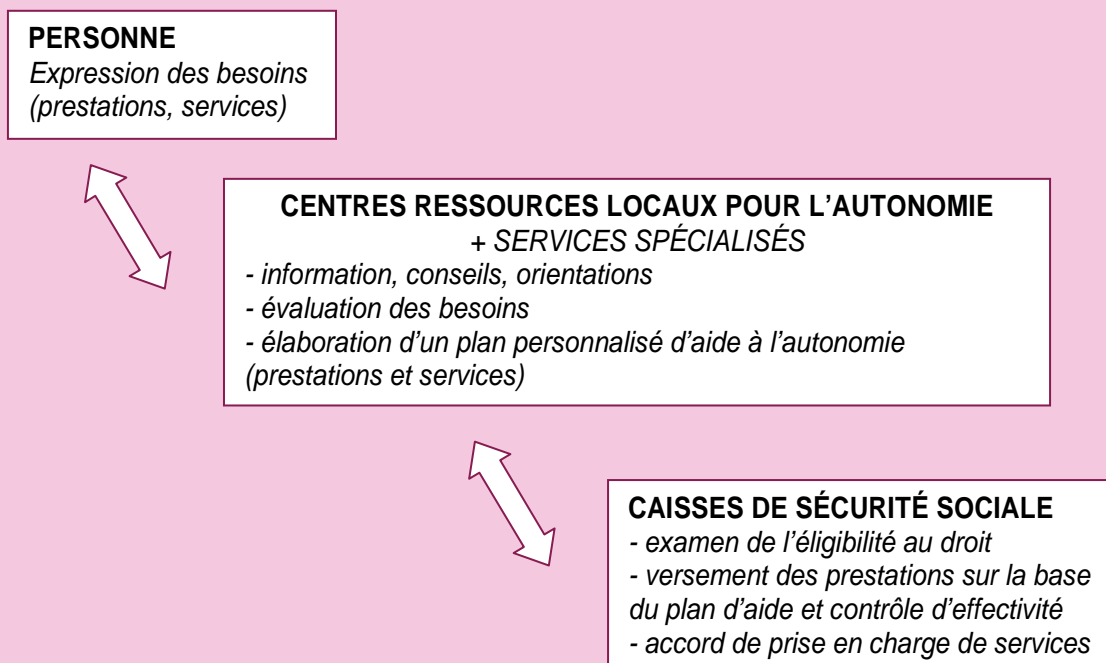 PERSONNE
Expression des besoins
(prestations, services)
CENTRES RESSOURCES LOCAUX POUR L’AUTONOMIE
+ SERVICES SPÉCIALISÉS
- information, conseils, orientations
- évaluation des besoins
- élaboration d’un plan personnalisé d’aide à l’autonomie
(prestations et services)
CAISSES DE SÉCURITÉ SOCIALE
- examen de l’éligibilité au droit
- versement des prestations sur la base
du plan d’aide et contrôle d’effectivité
- accord de prise en charge de services